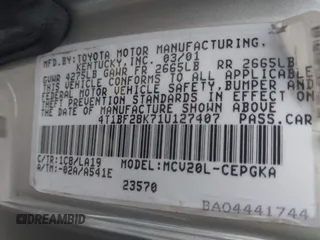 MFD.BY: TOYOTA MOTOR MANUFACTURING,
KENTUCKY, INC. 03/01
GVWR 4275LB GAWR FR 2665LB RR 2665LB
THIS VEHICLE CONFORMS TO ALL APPLICABLE
FEDERAL MOTOR VEHICLE SAFETY, BUMPER AND
THEFT PREVENTION STANDARDS IN EFFECT ON
THE DATE OF MANUFACTURE SHOWN ABOVE.
4T1BF28K71U127407 PASS.CAR
C/TR:1C8/LA19 MODEL:MCV20L-CEPGKA
A/TM:-02A/A541E
23570
BA04441744
DREAMBID dreambid.com